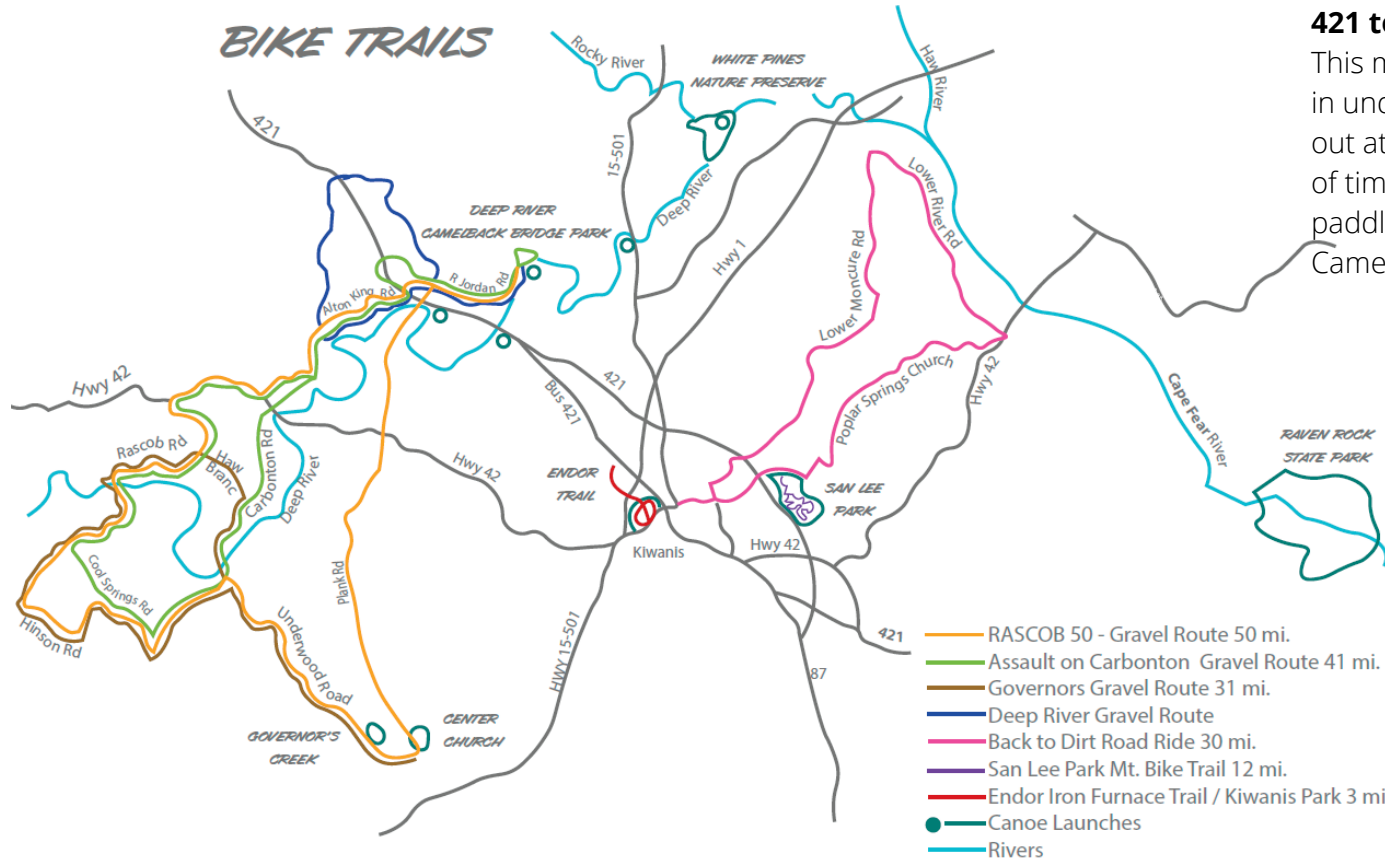 BIKE TRAILS
421 to
This m
in unc
out at
of tim
paddl
Came
Rocky River
WHITE PINES
NATURE PRESERVE
Haw River
421
15-501
Deep River
DEEP RIVER
CAMELBACK BRIDGE PARK
Hwy 1
Lower River Rd
Lower Moncure Rd
R Jordan Rd
Alton King Rd
Hwy 42
Bus 421
421
Poplar Springs Church
Hwy 42
Cape Fear River
RAVEN ROCK
STATE PARK
Rascob Rd
Haw
Branc
Carbonton Rd
Deep River
Hwy 42
ENDOR
TRAIL
SAN LEE
PARK
Kiwanis
Hwy 42
Cool Springs Rd
Plank Rd
Hinson Rd
Underwood Road
HWY 15-501
421
87
GOVERNOR'S
CREEK
CENTER
CHURCH
RASCOB 50 - Gravel Route 50 mi.
Assault on Carbonton Gravel Route 41 mi.
Governors Gravel Route 31 mi.
Deep River Gravel Route
Back to Dirt Road Ride 30 mi.
San Lee Park Mt. Bike Trail 12 mi.
Endor Iron Furnace Trail / Kiwanis Park 3 mi
Canoe Launches
Rivers